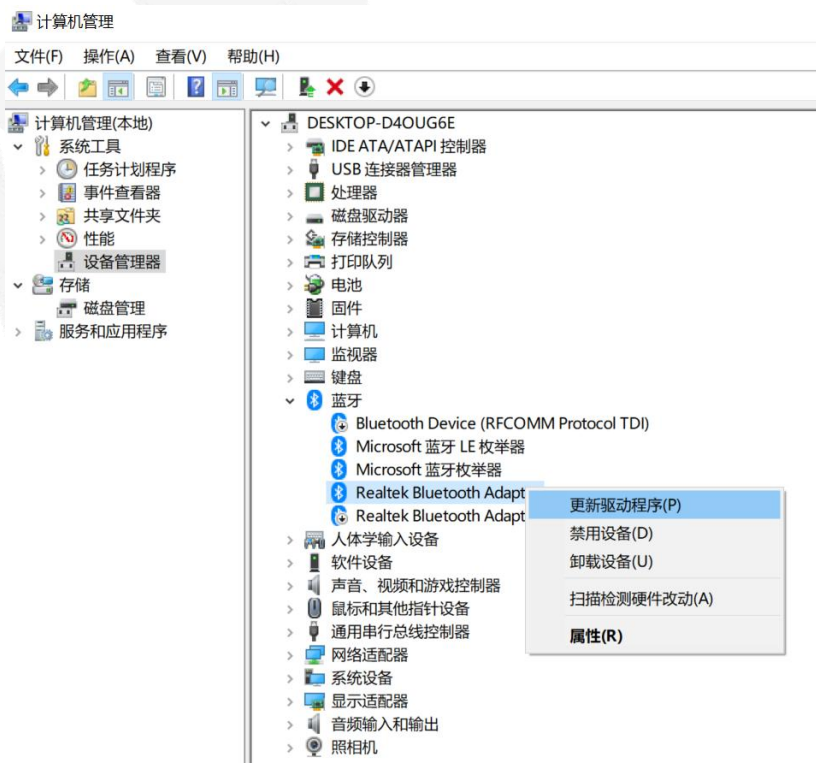 计算机管理
文件(F) 操作(A) 查看(V) 帮助(H)
计算机管理(本地)
系统工具
任务计划程序
事件查看器
共享文件夹
性能
设备管理器
存储
磁盘管理
服务和应用程序
DESKTOP-D4OUG6E
IDE ATA/ATAPI 控制器
USB 连接器管理器
处理器
磁盘驱动器
存储控制器
打印队列
电池
固件
计算机
监视器
键盘
蓝牙
Bluetooth Device (RFCOMM Protocol TDI)
Microsoft 蓝牙 LE 枚举器
Microsoft 蓝牙枚举器
Realtek Bluetooth Adapt
Realtek Bluetooth Adapt
人体学输入设备
软件设备
声音、视频和游戏控制器
鼠标和其他指针设备
通用串行总线控制器
网络适配器
系统设备
显示适配器
音频输入和输出
照相机
更新驱动程序(P)
禁用设备(D)
卸载设备(U)
扫描检测硬件改动(A)
属性(R)